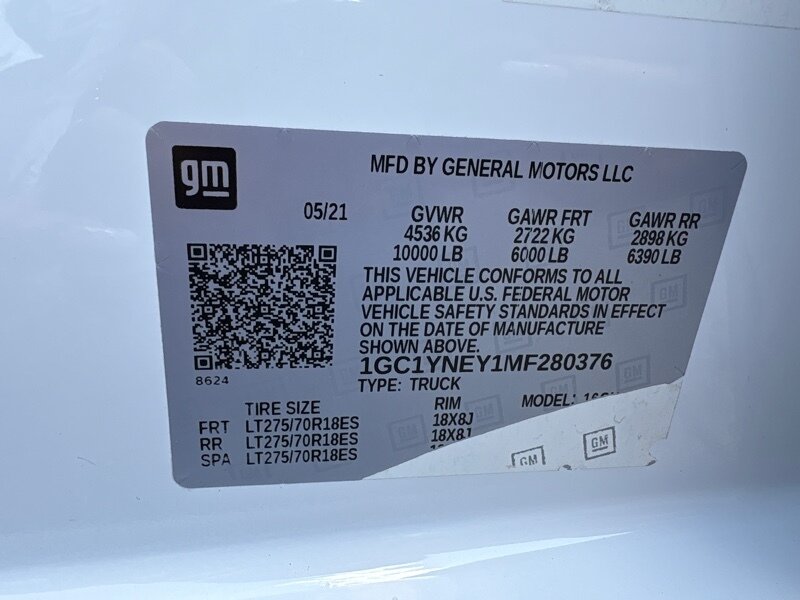 gm
MFD BY GENERAL MOTORS LLC
05/21 GVWR GAWR FRT GAWR RR
4536 KG 2722 KG 2898 KG
10000 LB 6000 LB 6390 LB
THIS VEHICLE CONFORMS TO ALL
APPLICABLE U.S. FEDERAL MOTOR
VEHICLE SAFETY STANDARDS IN EFFECT
ON THE DATE OF MANUFACTURE
SHOWN ABOVE.
8624
1GC1YNEY1MF280376
TYPE: TRUCK MODEL:
TIRE SIZE RIM
FRT LT275/70R18ES 18X8J
RR LT275/70R18ES 18X8J
SPA LT275/70R18ES
GM
GM